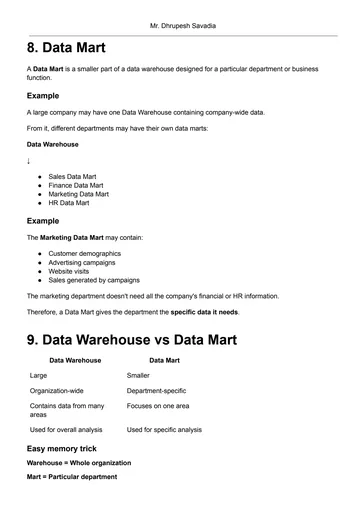 Mr. Dhrupesh Savadia
8. Data Mart
A Data Mart is a smaller part of a data warehouse designed for a particular department or business
function.
Example
A large company may have one Data Warehouse containing company-wide data.
From it, different departments may have their own data marts:
Data Warehouse
↓
● Sales Data Mart
● Finance Data Mart
● Marketing Data Mart
● HR Data Mart
Example
The Marketing Data Mart may contain:
● Customer demographics
● Advertising campaigns
● Website visits
● Sales generated by campaigns
The marketing department doesn't need all the company's financial or HR information.
Therefore, a Data Mart gives the department the specific data it needs.
9. Data Warehouse vs Data Mart
Data Warehouse Data Mart
Large Smaller
Organization-wide Department-specific
Contains data from many Focuses on one area
areas
Used for overall analysis Used for specific analysis
Easy memory trick
Warehouse = Whole organization
Mart = Particular department